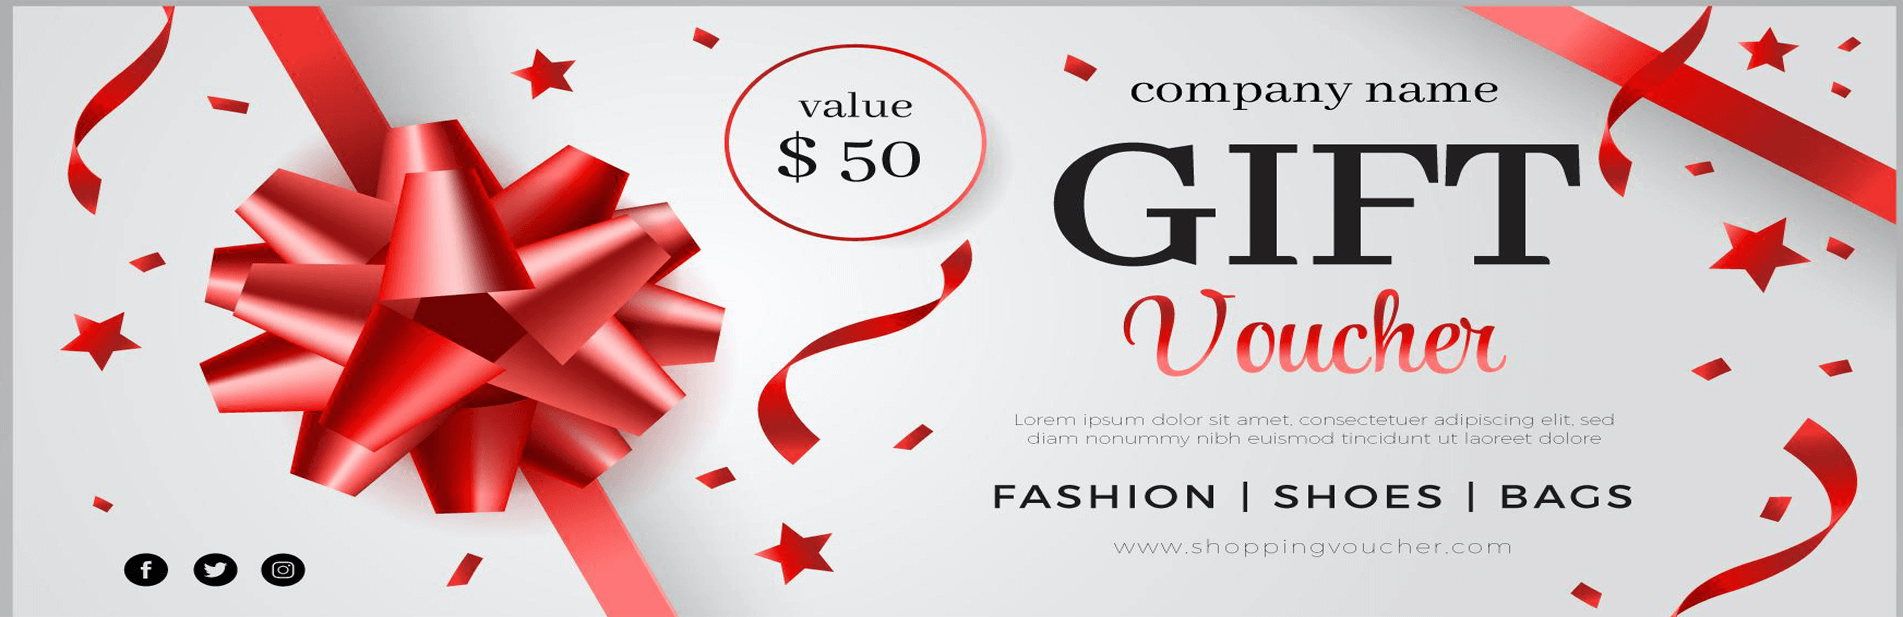 value
$ 50
company name
GIFT
Voucher
Lorem ipsum dolor sit amet, consectetuer adipiscing elit, sed
diam nonummy nibh euismod tincidunt ut laoreet dolore
FASHION | SHOES | BAGS
www.shoppingvoucher.com